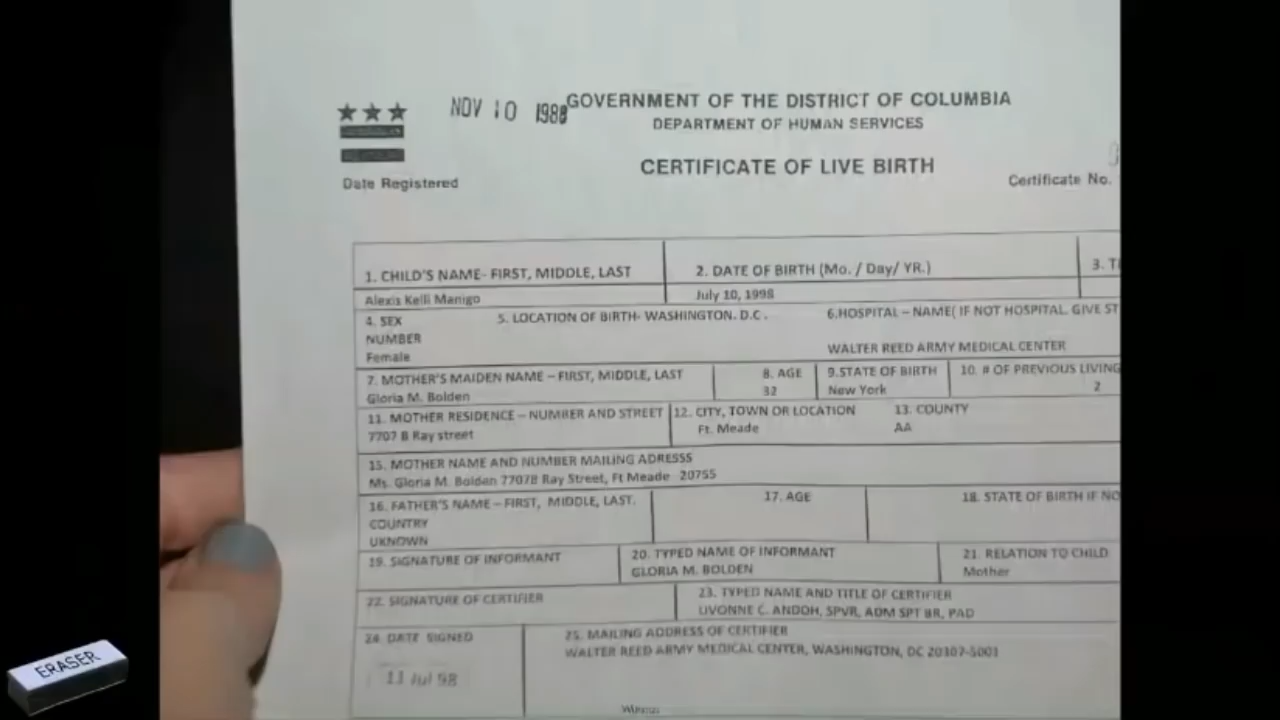 NOV 10 1988
GOVERNMENT OF THE DISTRICT OF COLUMBIA
DEPARTMENT OF HUMAN SERVICES
CERTIFICATE OF LIVE BIRTH
Date Registered
Certificate No.
1. CHILD'S NAME- FIRST, MIDDLE, LAST
2. DATE OF BIRTH (Mo. / Day/ YR.)
3.
Alexis Kelli Manigo
July 10, 1998
4. SEX
5. LOCATION OF BIRTH- WASHINGTON. D.C.
6.HOSPITAL – NAME( IF NOT HOSPITAL, GIVE ST
NUMBER
Female
WALTER REED ARMY MEDICAL CENTER
7. MOTHER'S MAIDEN NAME – FIRST, MIDDLE, LAST
8. AGE
9.STATE OF BIRTH
10. # OF PREVIOUS LIVING
Gloria M. Bolden
32
New York
2
11. MOTHER RESIDENCE – NUMBER AND STREET
12. CITY, TOWN OR LOCATION
13. COUNTY
7707 B Ray street
Ft. Meade
AA
15. MOTHER NAME AND NUMBER MAILING ADRESSS
Ms. Gloria M. Bolden 7707B Ray Street, Ft Meade 20755
16. FATHER'S NAME – FIRST, MIDDLE, LAST.
17. AGE
18. STATE OF BIRTH IF NO
COUNTRY
UKNOWN
19. SIGNATURE OF INFORMANT
20. TYPED NAME OF INFORMANT
21. RELATION TO CHILD
GLORIA M. BOLDEN
Mother
22. SIGNATURE OF CERTIFIER
23. TYPED NAME AND TITLE OF CERTIFIER
UVONNE C. ANDOH, SPVR, ADM SPT BR, PAD
24. DATE SIGNED
25. MAILING ADDRESS OF CERTIFIER
11 Jul 98
WALTER REED ARMY MEDICAL CENTER, WASHINGTON, DC 20307-5001
ERASER